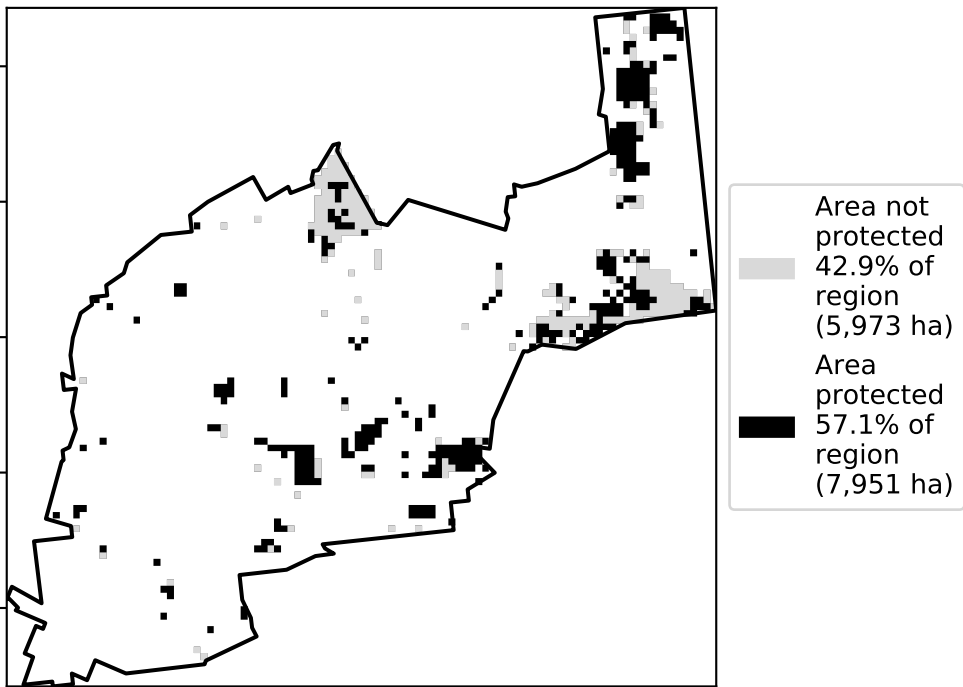 Area not
protected
42.9% of
region
(5,973 ha)
Area
protected
57.1% of
region
(7,951 ha)